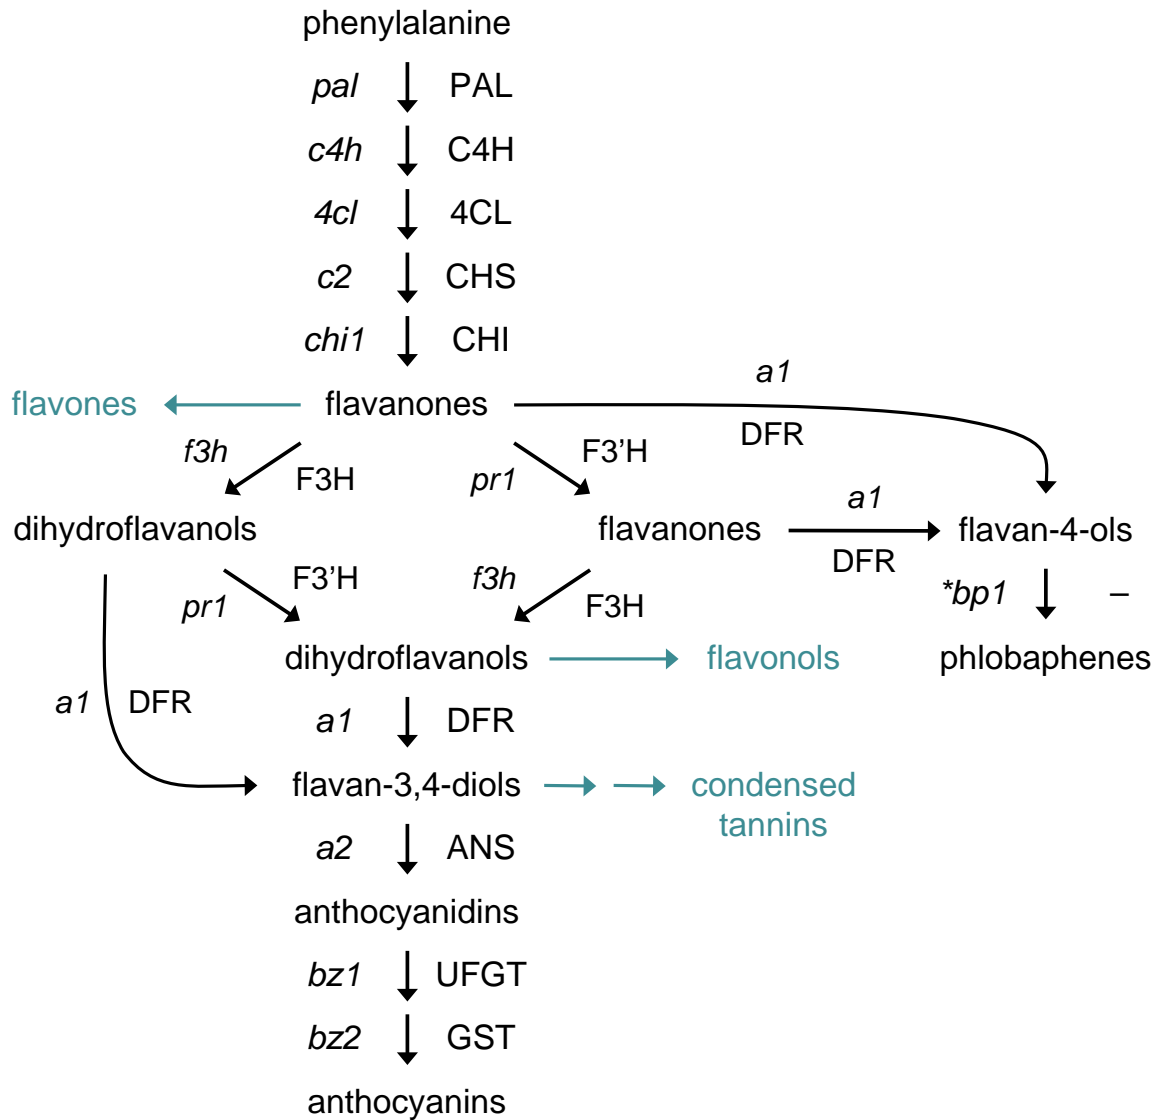 phenylalanine
pal PAL
c4h C4H
4cl 4CL
c2 CHS
chi1 CHI
a1
flavones flavanones
DFR
f3h F3H
pr1 F3'H
a1
dihydroflavanols flavanones flavan-4-ols
DFR
pr1 F3'H
f3h F3H
*bp1 –
dihydroflavanols flavonols phlobaphenes
a1 DFR
a1 DFR
flavan-3,4-diols condensed
tannins
a2 ANS
anthocyanidins
bz1 UFGT
bz2 GST
anthocyanins